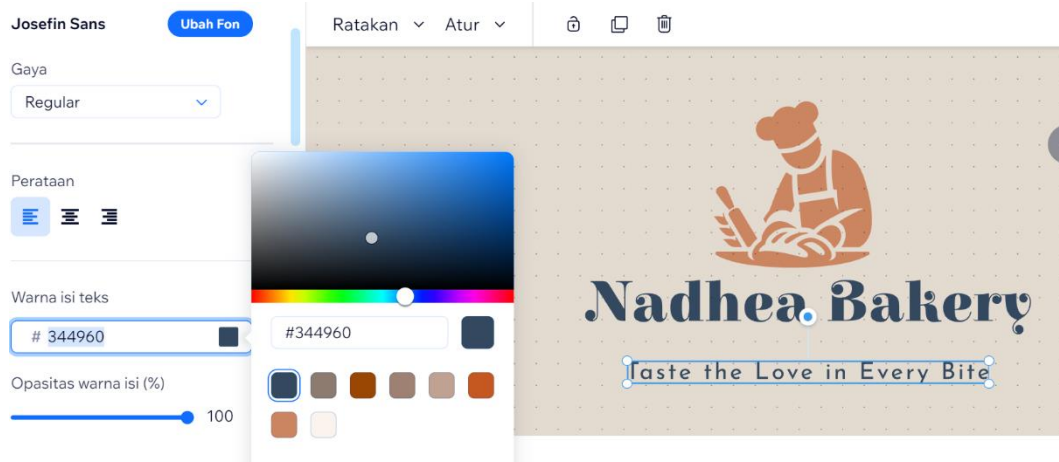 Josefin Sans
Ubah Fon
Ratakan
Atur
Gaya
Regular
Perataan
Warna isi teks
# 344960
#344960
Opasitas warna isi (%)
100
Nadhea Bakery
Taste the Love in Every Bite